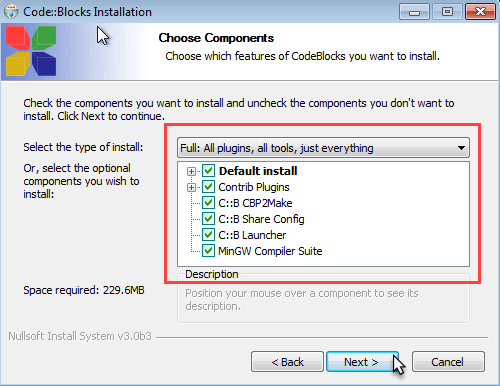 Code::Blocks Installation
Choose Components
Choose which features of CodeBlocks you want to install.
Check the components you want to install and uncheck the components you don't want to
install. Click Next to continue.
Select the type of install:
Full: All plugins, all tools, just everything
Or, select the optional
components you wish to
install:
Default install
Contrib Plugins
C::B CBP2Make
C::B Share Config
C::B Launcher
MinGW Compiler Suite
Space required: 229.6MB
Description
Position your mouse over a component to see its
description.
Nullsoft Install System v3.0b3
< Back
Next >
Cancel